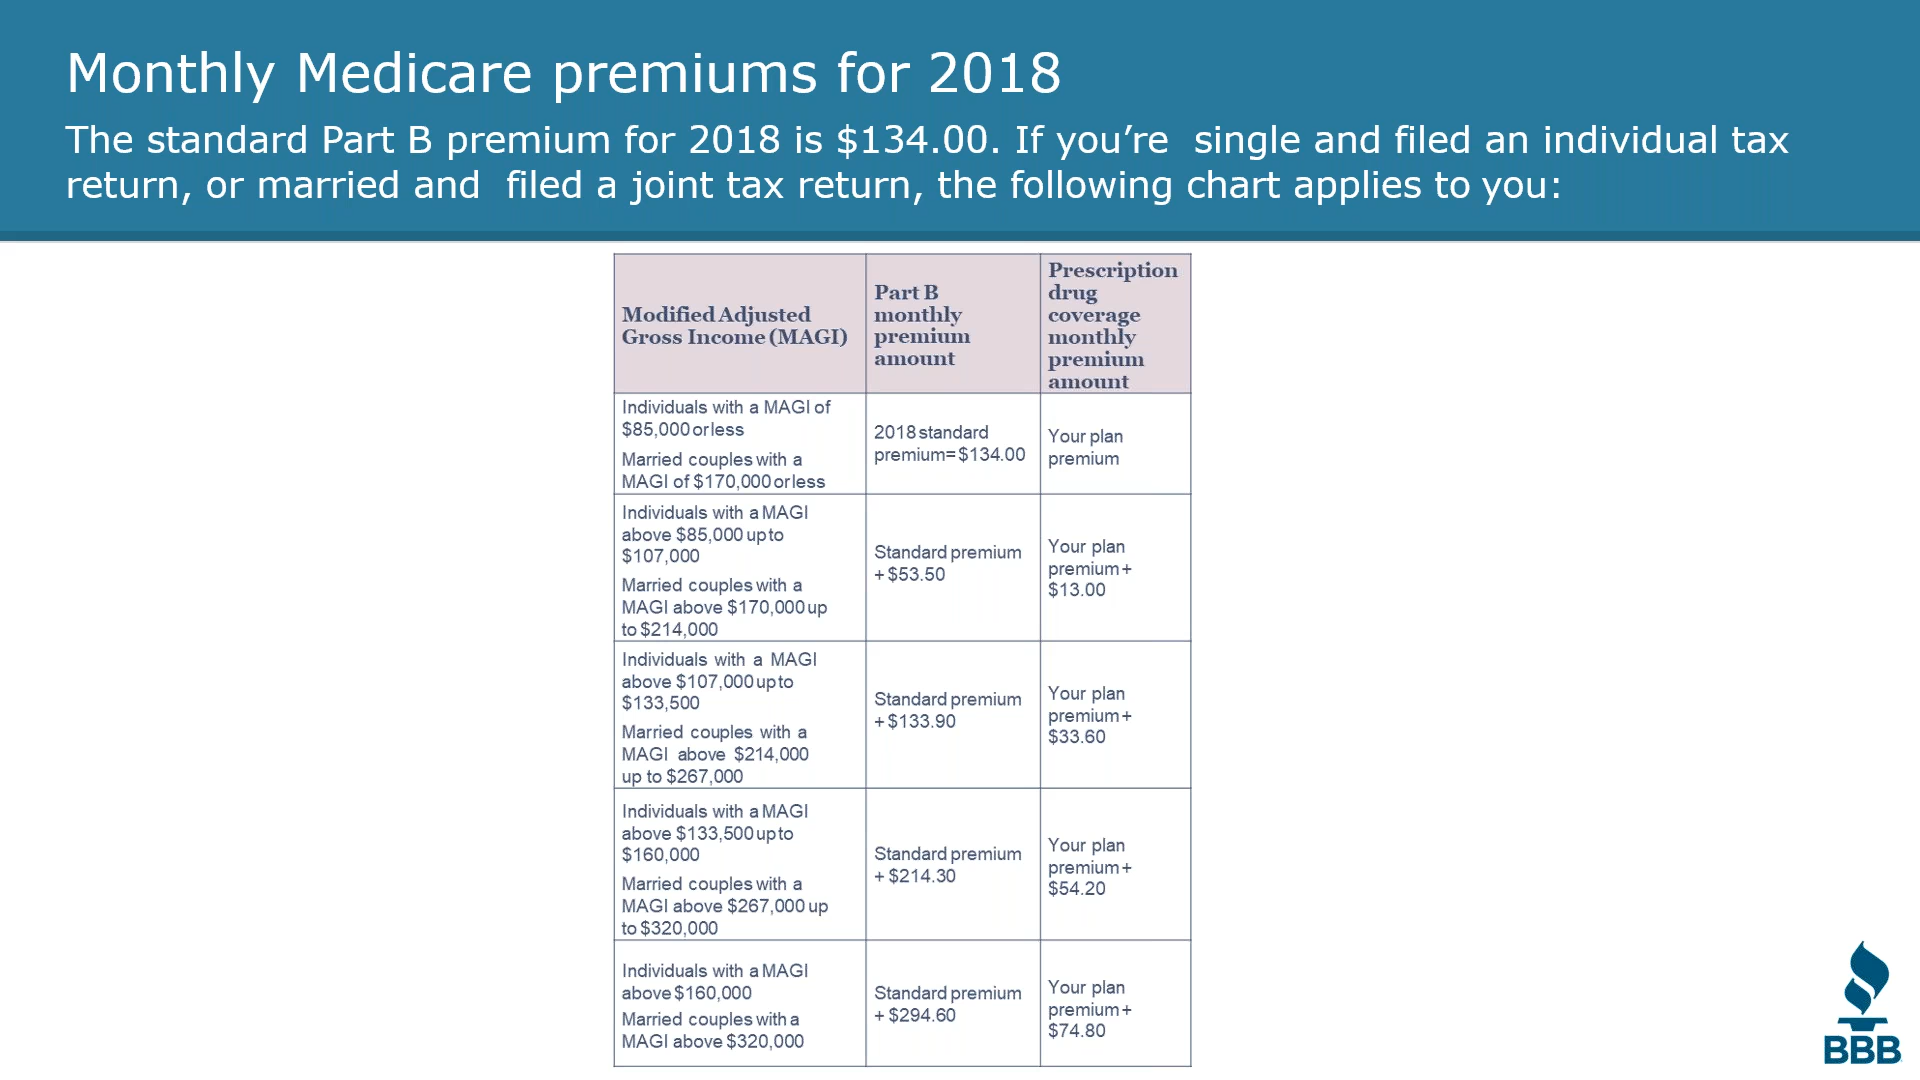 Monthly Medicare premiums for 2018
The standard Part B premium for 2018 is $134.00. If you’re single and filed an individual tax
return, or married and filed a joint tax return, the following chart applies to you:
Modified Adjusted
Gross Income (MAGI)
Part B
monthly
premium
amount
Prescription
drug
coverage
monthly
premium
amount
Individuals with a MAGI of
$85,000 or less
Married couples with a
MAGI of $170,000 or less
2018 standard
premium= $134.00
Your plan
premium
Individuals with a MAGI
above $85,000 up to
$107,000
Married couples with a
MAGI above $170,000 up
to $214,000
Standard premium
+ $53.50
Your plan
premium +
$13.00
Individuals with a MAGI
above $107,000 up to
$133,500
Married couples with a
MAGI above $214,000
up to $267,000
Standard premium
+ $133.90
Your plan
premium +
$33.60
Individuals with a MAGI
above $133,500 up to
$160,000
Married couples with a
MAGI above $267,000 up
to $320,000
Standard premium
+ $214.30
Your plan
premium +
$54.20
Individuals with a MAGI
above $160,000
Married couples with a
MAGI above $320,000
Standard premium
+ $294.60
Your plan
premium +
$74.80
BBB